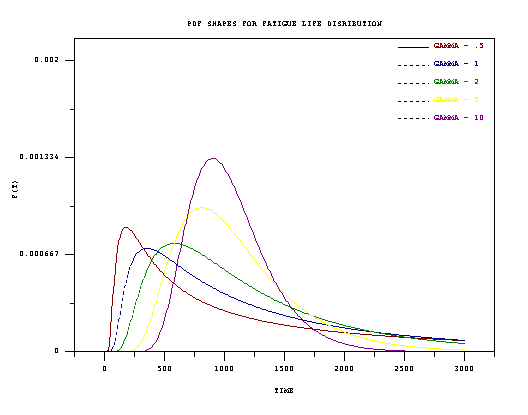 PDF SHAPES FOR FATIGUE LIFE DISRIBUTION
GAMMA = .5
GAMMA = 1
GAMMA = 2
GAMMA = 5
GAMMA = 10
0.002
0.001334
0.000667
0
F(T)
0 500 1000 1500 2000 2500 3000
TIME